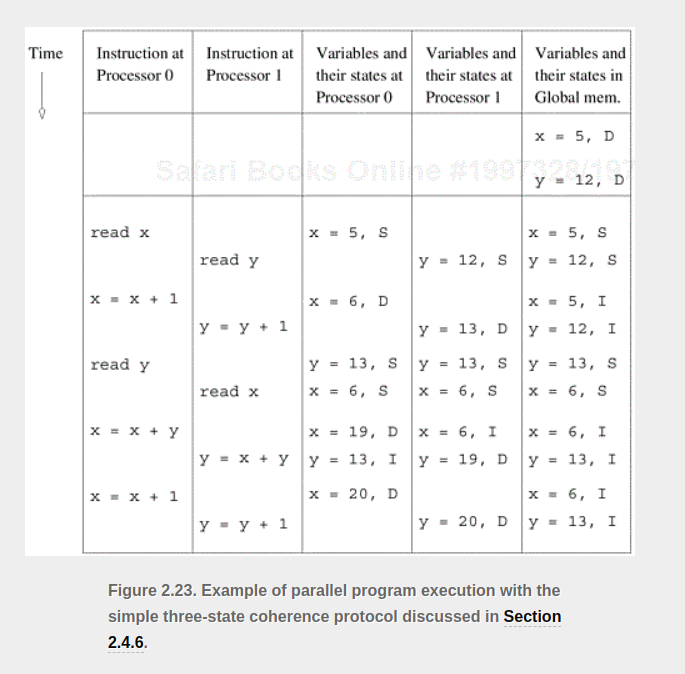 Time Instruction at Instruction at Variables and Variables and Variables and
Processor 0 Processor 1 their states at their states at their states in
Processor 0 Processor 1 Global mem.
x = 5, D
Safari Books Online #1997328/197
y = 12, D
read x x = 5, S x = 5, S
read y y = 12, S y = 12, S
x = x + 1 x = 6, D x = 5, I
y = y + 1 y = 13, D y = 12, I
read y y = 13, S y = 13, S y = 13, S
read x x = 6, S x = 6, S x = 6, S
x = x + y x = 19, D x = 6, I x = 6, I
y = x + y y = 13, I y = 19, D y = 13, I
x = x + 1 x = 20, D x = 6, I
y = y + 1 y = 20, D y = 13, I
Figure 2.23. Example of parallel program execution with the
simple three-state coherence protocol discussed in Section
2.4.6.